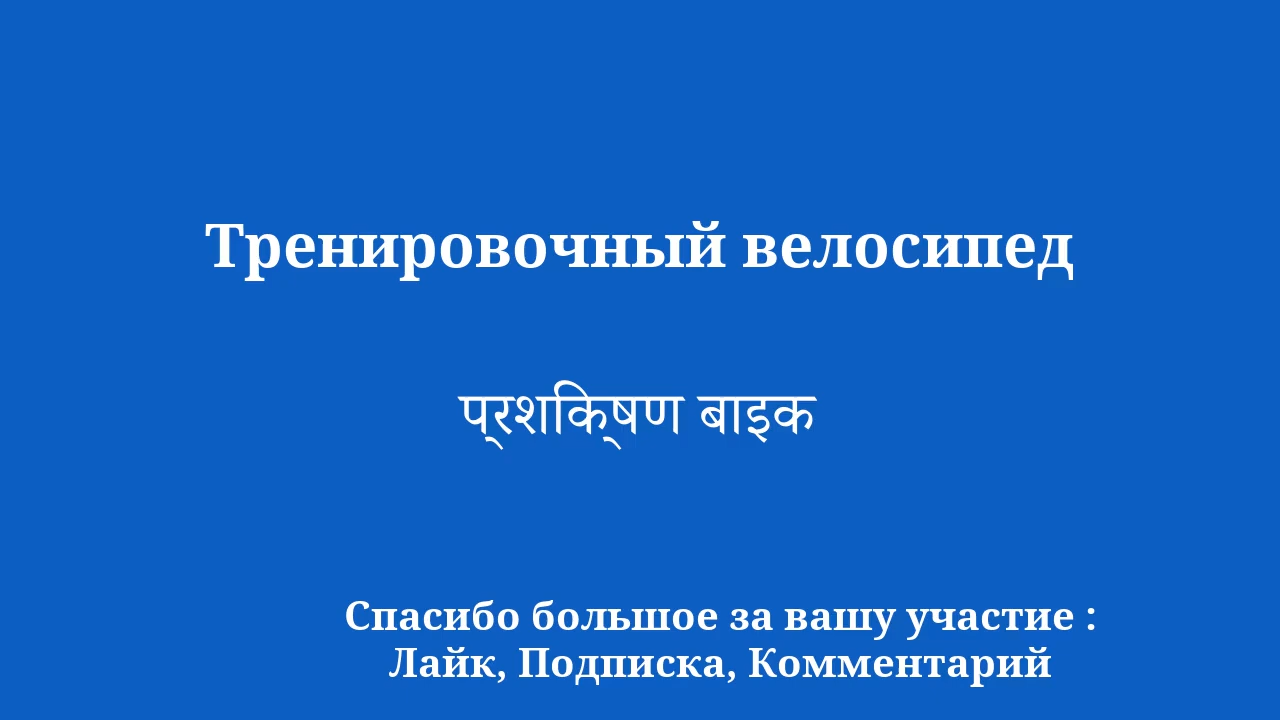 Тренировочный велосипед
प्रशिक्षण बाइक
Спасибо большое за вашу участие :
Лайк, Подписка, Комментарий